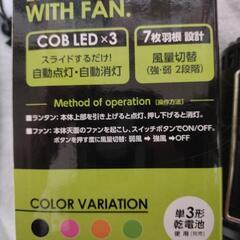 WITH FAN.
COB LED×3
スライドするだけ!
自動点灯・自動消灯
7枚羽根 設計
風量切替
(強・弱 2段階)
Method of operation [操作方法]
■ランタン:本体上部を引き上げると点灯、押し下げると消灯。
■ファン:本体天面のファンを起こし、スイッチボタンでON/OFF。
ボタンを押す度に風量切替:弱風 → 強風 ⇒OFF
COLOR VARIATION
単3形
乾電池
使用(別売)